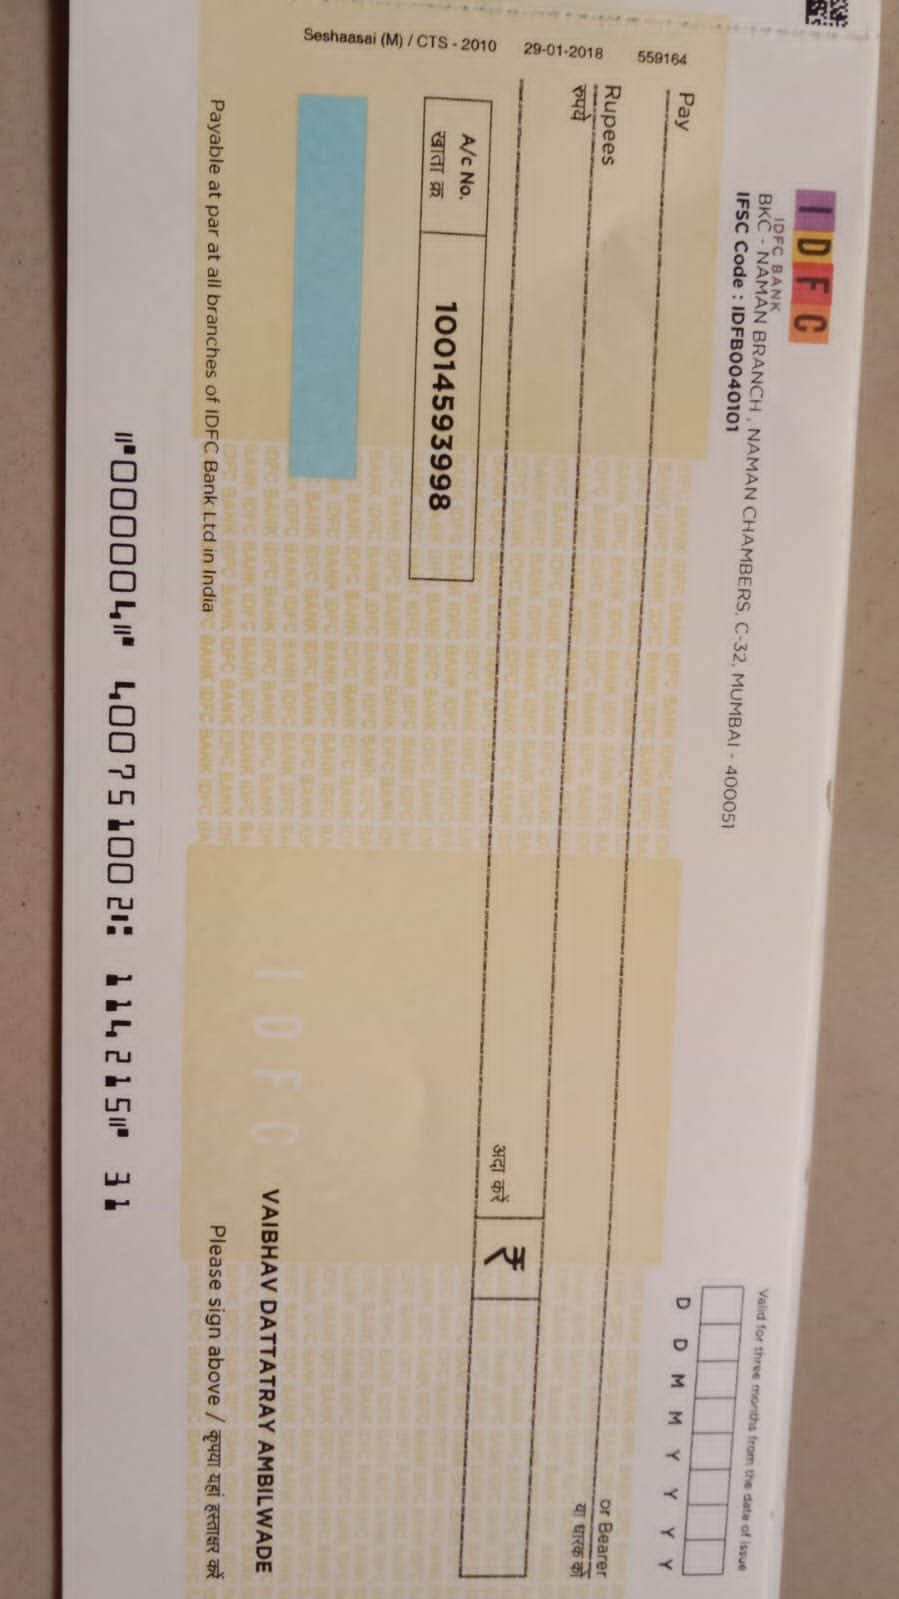 IDFC
IDFC BANK
BKC - NAMAN BRANCH, NAMAN CHAMBERS, C-32, MUMBAI - 400051
IFSC Code : IDFB0040101
Valid for three months from the date of issue
D D M M Y Y Y Y
Pay
or Bearer
या धारक को
Rupees
रुपये
अदा करें
₹
A/c No.
खाता क्र
10014593998
Seshaasai (M) / CTS - 2010 29-01-2018 559164
IDFC
VAIBHAV DATTATRAY AMBILWADE
Payable at par at all branches of IDFC Bank Ltd in India
Please sign above / कृपया यहां हस्ताक्षर करें
⑈000004⑈ 400751002⑆ 114215⑈ 31